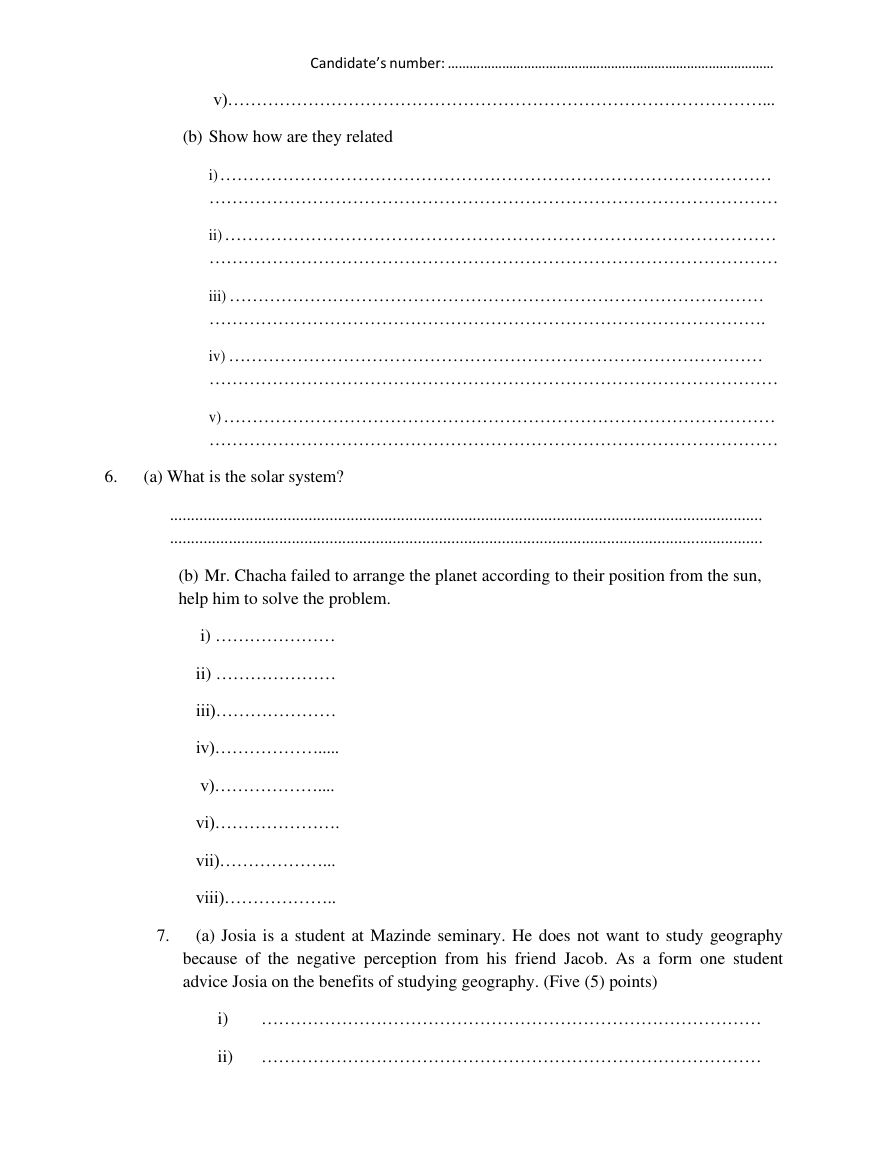 Candidate's number: ………………………………………………………………………………
v)…………………………………………………………………………………...
(b) Show how are they related
i)……………………………………………………………………………………
………………………………………………………………………………………
ii)……………………………………………………………………………………
………………………………………………………………………………………
iii)…………………………………………………………………………………
…………………………………………………………………………………….
iv)…………………………………………………………………………………
………………………………………………………………………………………
v)……………………………………………………………………………………
………………………………………………………………………………………
6. (a) What is the solar system?
..............................................................................................................................................
..............................................................................................................................................
(b) Mr. Chacha failed to arrange the planet according to their position from the sun,
help him to solve the problem.
i) …………………
ii) …………………
iii)…………………
iv)……………….....
v)………………....
vi)………………….
vii)………………...
viii)………………..
7. (a) Josia is a student at Mazinde seminary. He does not want to study geography
because of the negative perception from his friend Jacob. As a form one student
advice Josia on the benefits of studying geography. (Five (5) points)
i) ……………………………………………………………………………
ii) ……………………………………………………………………………